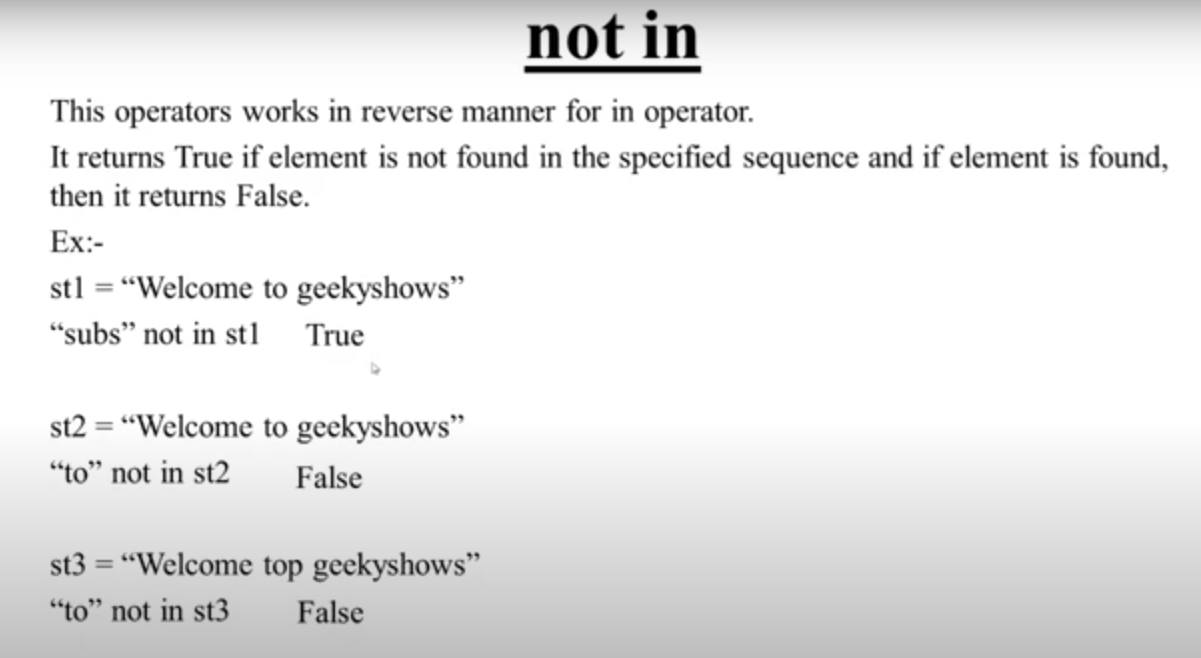 not in
This operators works in reverse manner for in operator.
It returns True if element is not found in the specified sequence and if element is found,
then it returns False.
Ex:-
st1 = “Welcome to geekyshows”
“subs” not in st1 True
st2 = “Welcome to geekyshows”
“to” not in st2 False
st3 = “Welcome top geekyshows”
“to” not in st3 False